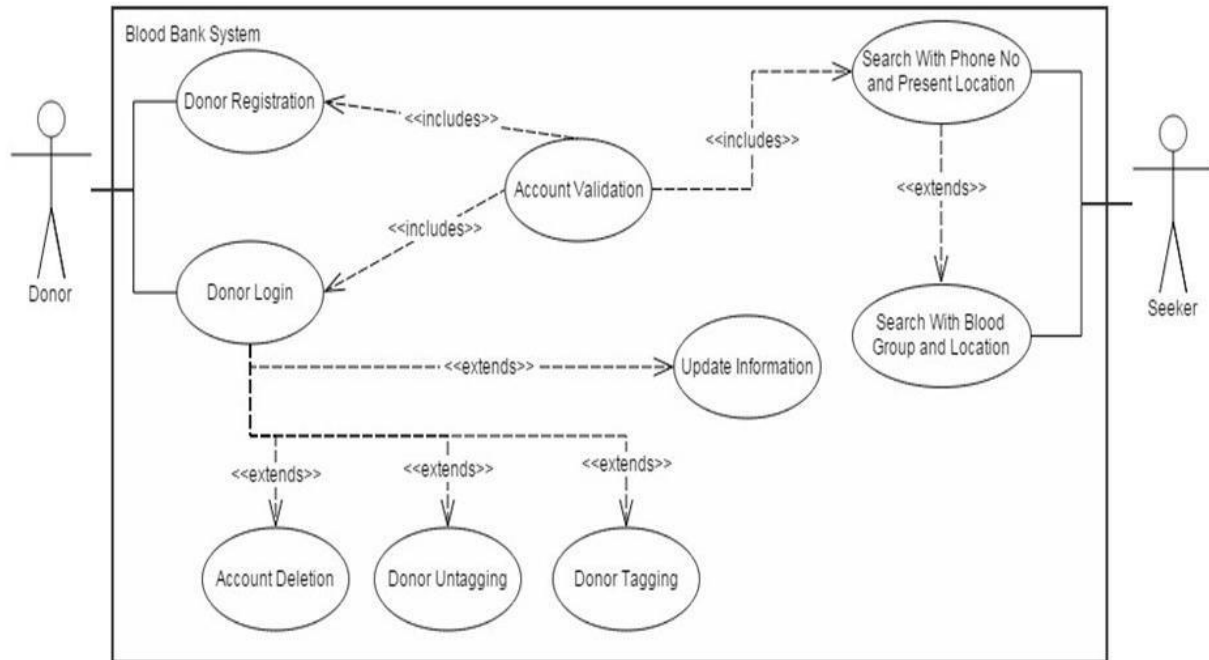 Blood Bank System
Donor Registration
<<includes>>
Search With Phone No
and Present Location
<<includes>>
Account Validation
<<extends>>
<<includes>>
Donor
Donor Login
Seeker
Search With Blood
Group and Location
<<extends>>
Update Information
<<extends>>
<<extends>>
<<extends>>
Account Deletion
Donor Untagging
Donor Tagging